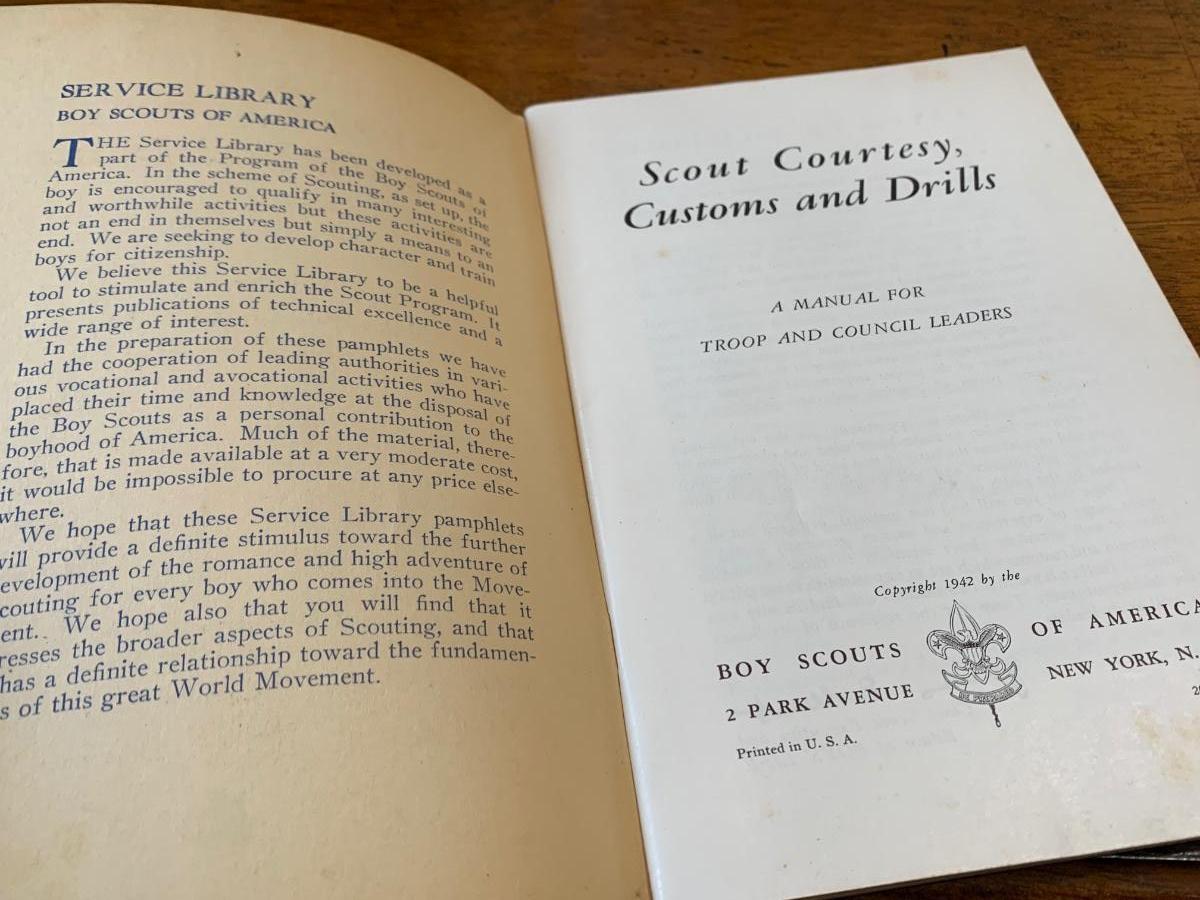 SERVICE LIBRARY
BOY SCOUTS OF AMERICA
THE Service Library has been developed as a
part of the Program of the Boy Scouts of
America. In the scheme of Scouting, as set up, the
boy is encouraged to qualify in many interesting
and worthwhile activities but these activities are
not an end in themselves but simply a means to an
end. We are seeking to develop character and train
boys for citizenship.
We believe this Service Library to be a helpful
tool to stimulate and enrich the Scout Program. It
presents publications of technical excellence and a
wide range of interest.
In the preparation of these pamphlets we have
had the cooperation of leading authorities in vari-
ous vocational and avocational activities who have
placed their time and knowledge at the disposal of
the Boy Scouts as a personal contribution to the
boyhood of America. Much of the material, there-
fore, that is made available at a very moderate cost,
it would be impossible to procure at any price else-
where.
We hope that these Service Library pamphlets
will provide a definite stimulus toward the further
evelopment of the romance and high adventure of
couting for every boy who comes into the Move-
ent. We hope also that you will find that it
resses the broader aspects of Scouting, and that
has a definite relationship toward the fundamen-
s of this great World Movement.
Scout Courtesy,
Customs and Drills
A MANUAL FOR
TROOP AND COUNCIL LEADERS
Copyright 1942 by the
BOY SCOUTS OF AMERICA
2 PARK AVENUE NEW YORK, N.
BE PREPARED
Printed in U. S. A.